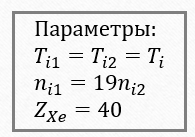 Параметры:
T_{i1} = T_{i2} = T_i
n_{i1} = 19n_{i2}
Z_{Xe} = 40